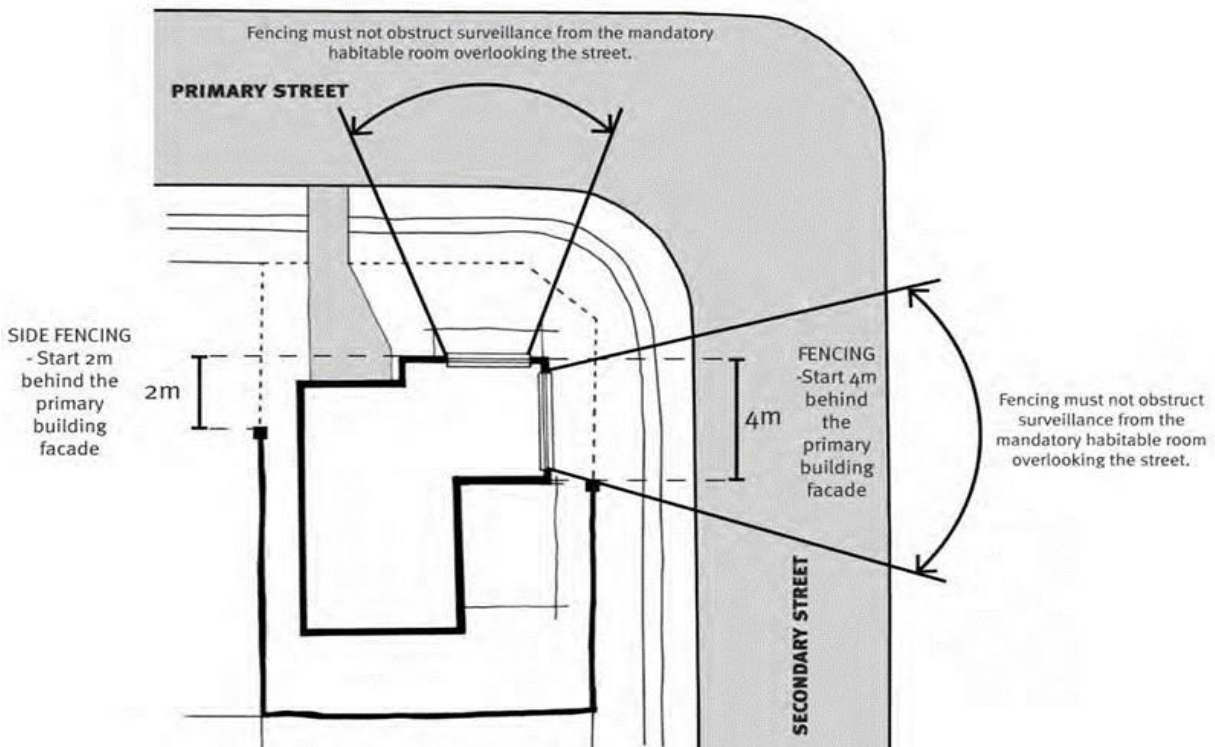 Fencing must not obstruct surveillance from the mandatory
habitable room overlooking the street.
PRIMARY STREET
SIDE FENCING
- Start 2m
behind the
primary
building
facade
2m
4m
FENCING
-Start 4m
behind
the
primary
building
facade
Fencing must not obstruct
surveillance from the
mandatory habitable room
overlooking the street.
SECONDARY STREET